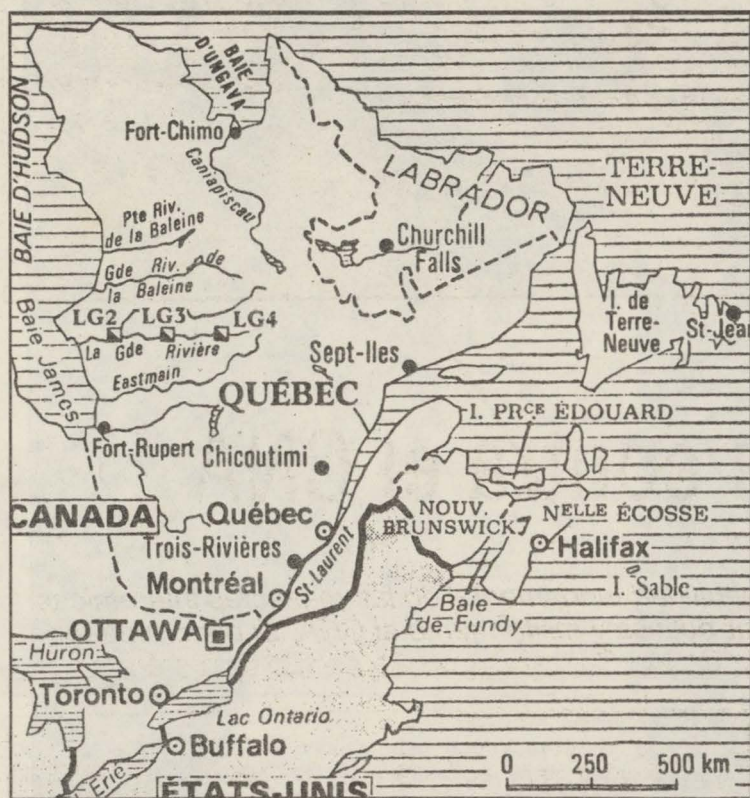 BAIE
D'UNGAVA
Fort-Chimo
Caniapiscau
BAIE D'HUDSON
LABRADOR
TERRE-
NEUVE
Pte Riv.
de la Baleine
Churchill
Falls
Gde Riv. de
la Baleine
Baie James
LG2
LG3
LG4
La Gde Rivière
I. de
Terre-
Neuve
St-Jean
Eastmain
Sept-Iles
QUÉBEC
I. PRCE ÉDOUARD
Fort-Rupert
Chicoutimi
CANADA
Québec
NOUV.
BRUNSWICK
NELLE ÉCOSSE
Trois-Rivières
St-Laurent
Halifax
Montréal
I. Sable
Baie
de Fundy
OTTAWA
Huron
Toronto
Lac Ontario
Buffalo
Erié
ÉTATS-UNIS
0 250 500 km